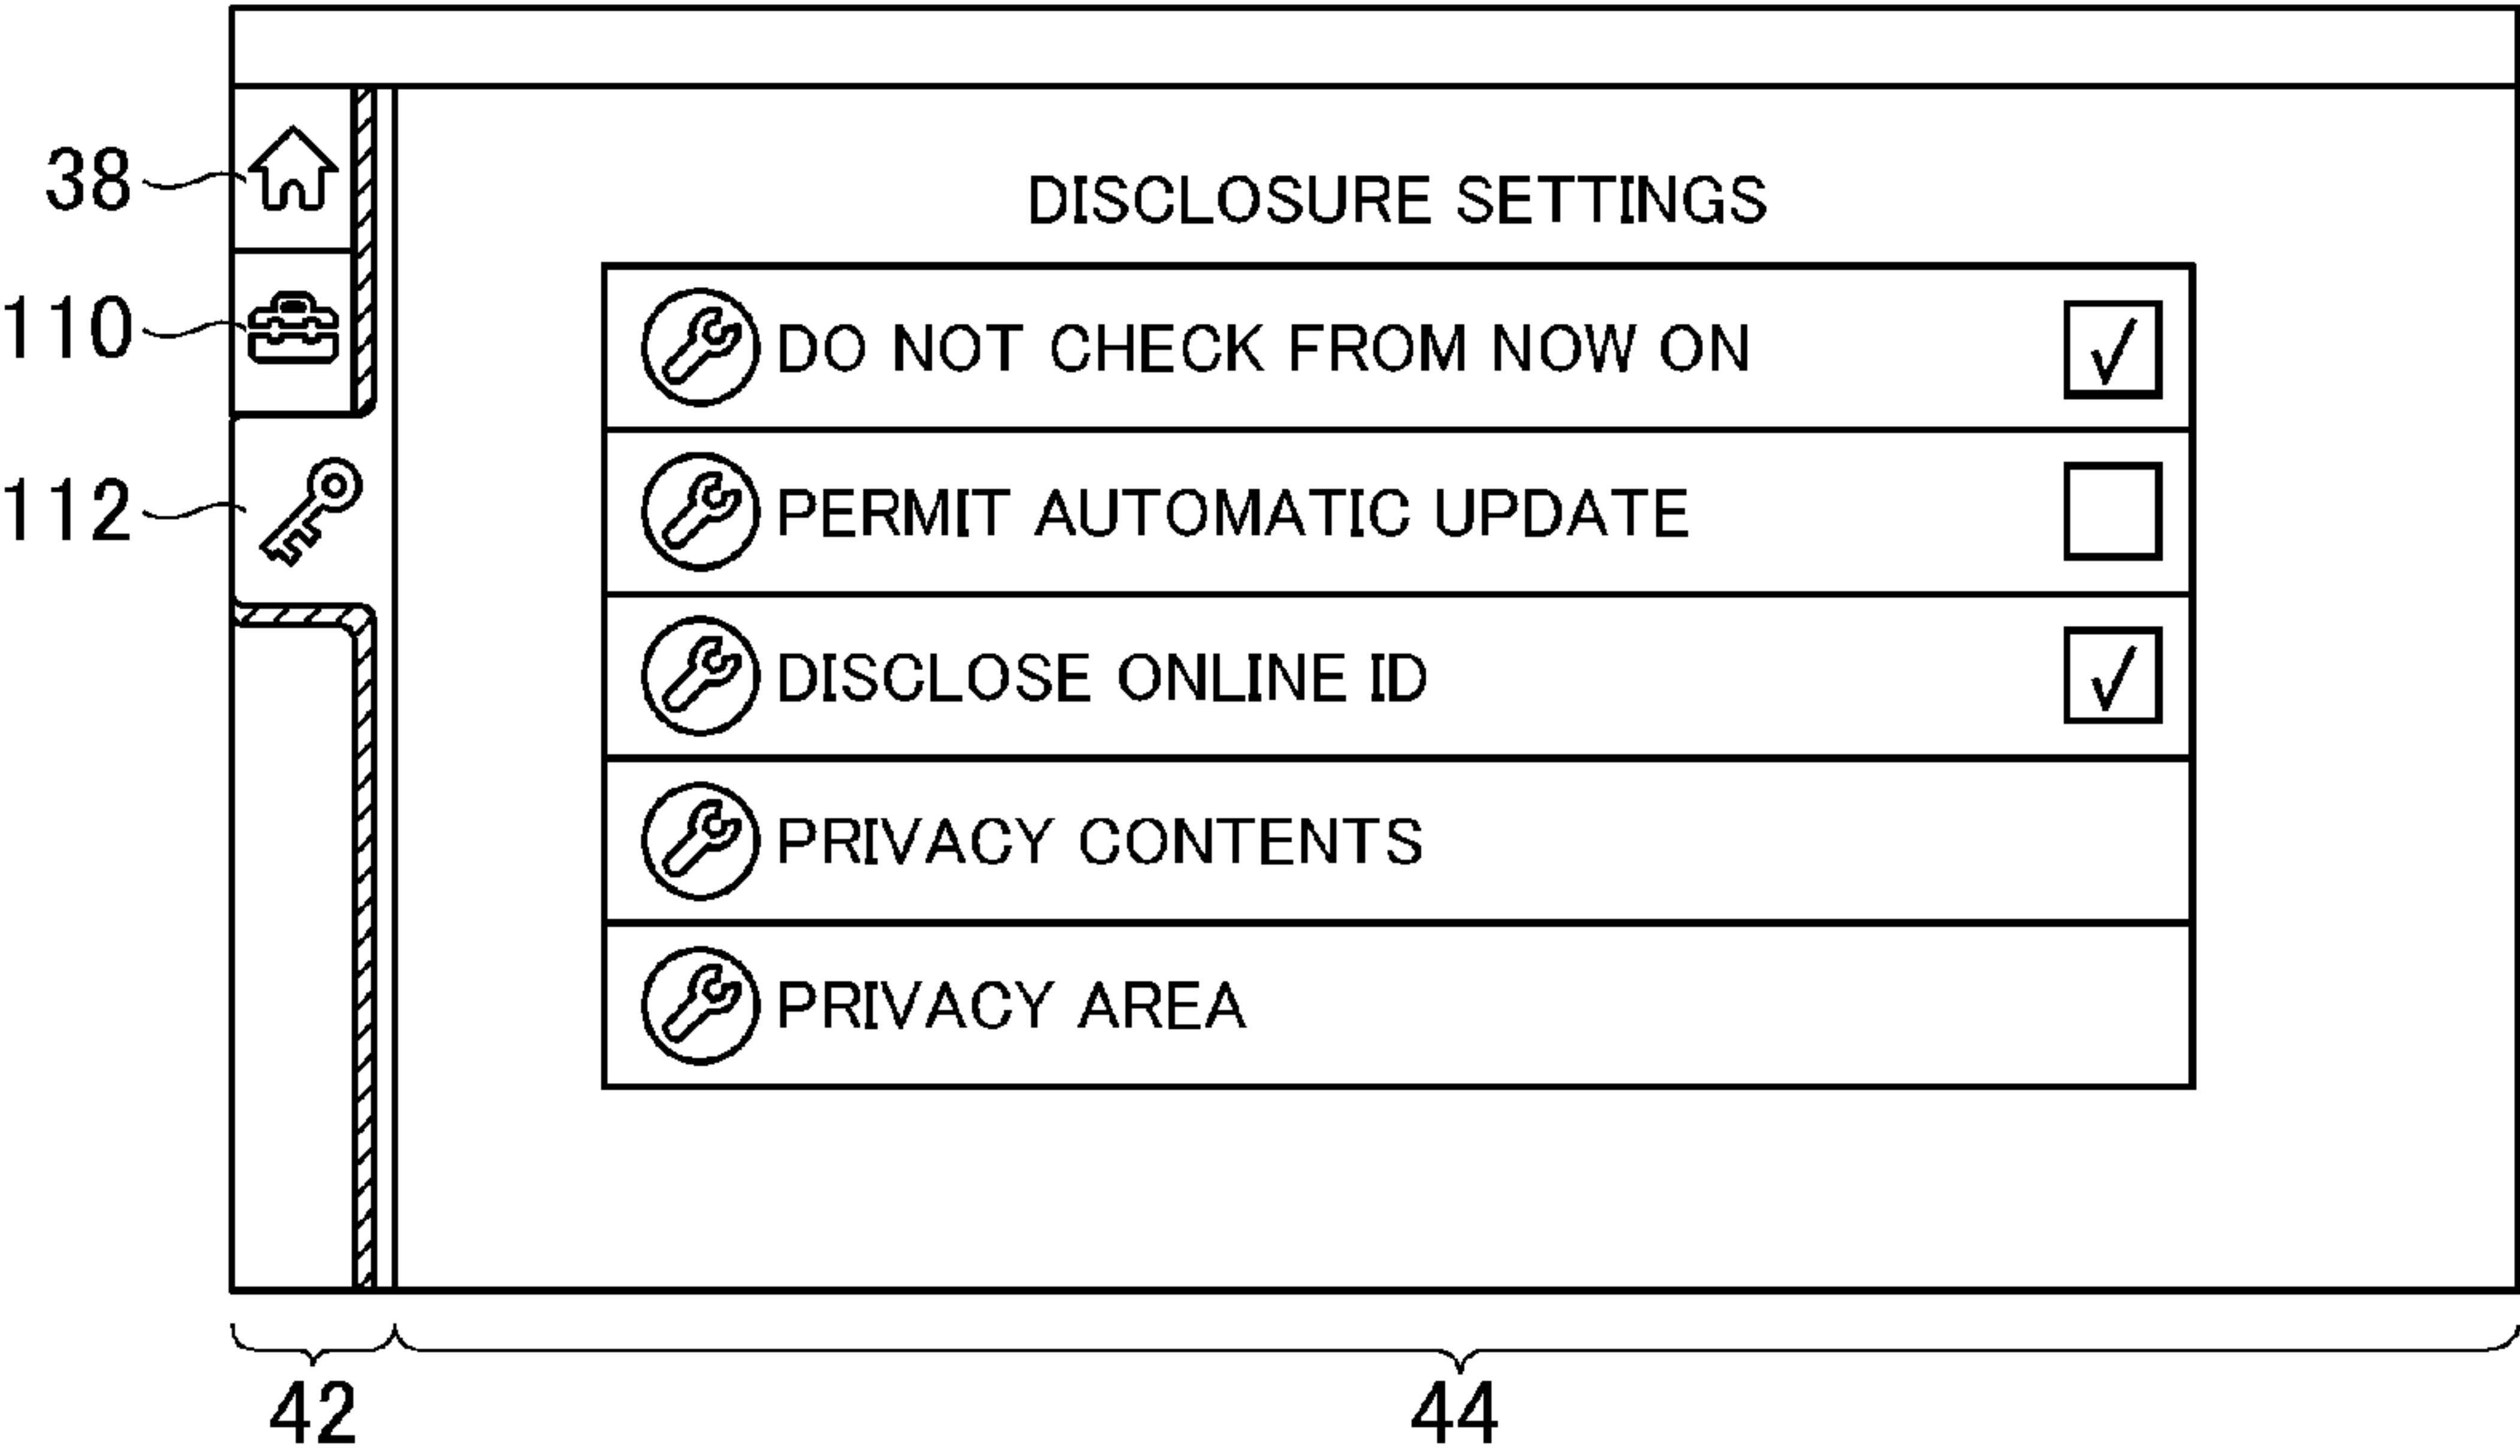 DISCLOSURE SETTINGS
38
DO NOT CHECK FROM NOW ON
110
PERMIT AUTOMATIC UPDATE
112
DISCLOSE ONLINE ID
PRIVACY CONTENTS
PRIVACY AREA
42
44